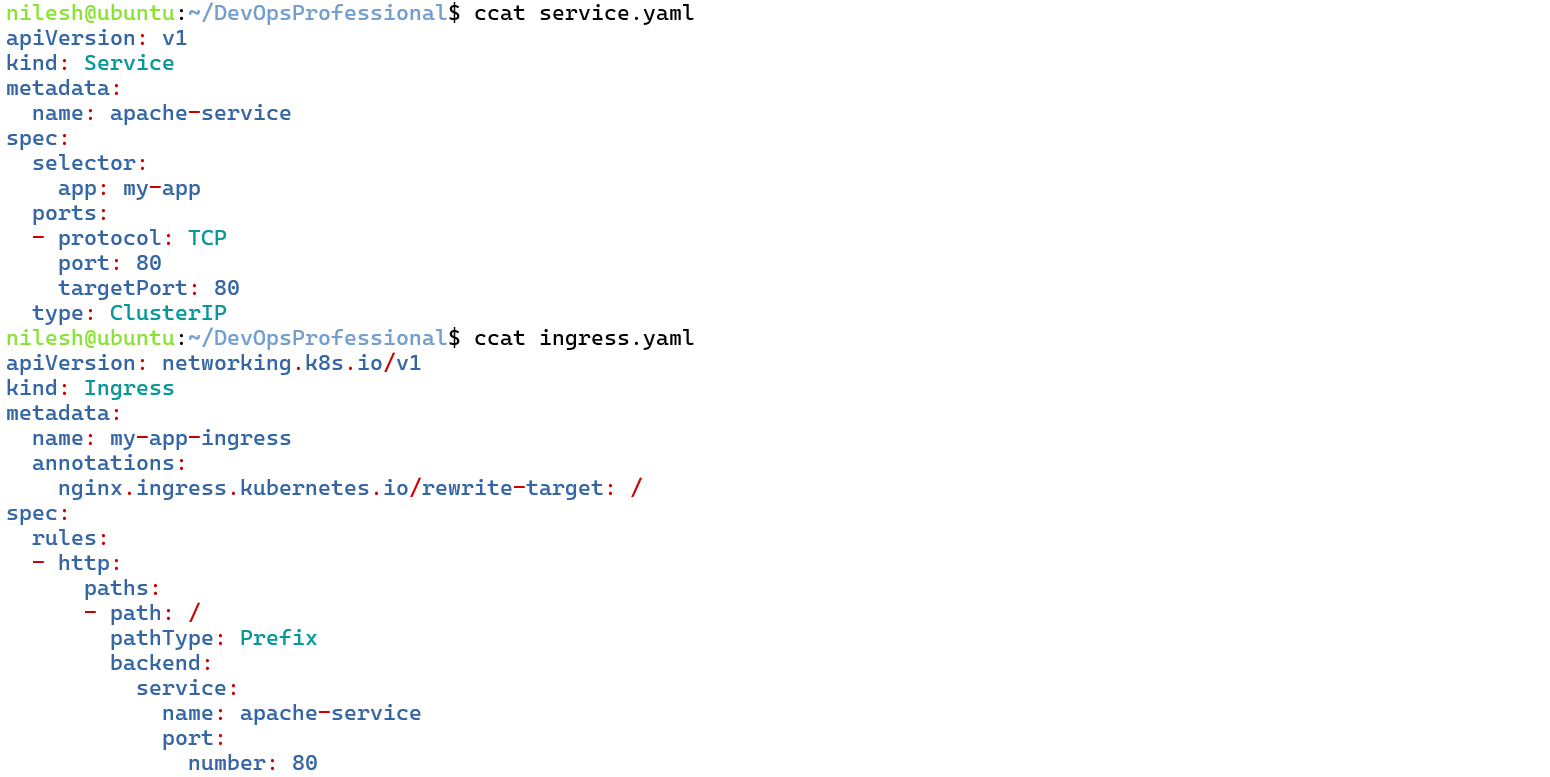 nilesh@ubuntu:~/DevOpsProfessional$ ccat service.yaml
apiVersion: v1
kind: Service
metadata:
  name: apache-service
spec:
  selector:
    app: my-app
  ports:
  - protocol: TCP
    port: 80
    targetPort: 80
  type: ClusterIP
nilesh@ubuntu:~/DevOpsProfessional$ ccat ingress.yaml
apiVersion: networking.k8s.io/v1
kind: Ingress
metadata:
  name: my-app-ingress
  annotations:
    nginx.ingress.kubernetes.io/rewrite-target: /
spec:
  rules:
  - http:
      paths:
      - path: /
        pathType: Prefix
        backend:
          service:
            name: apache-service
            port:
              number: 80